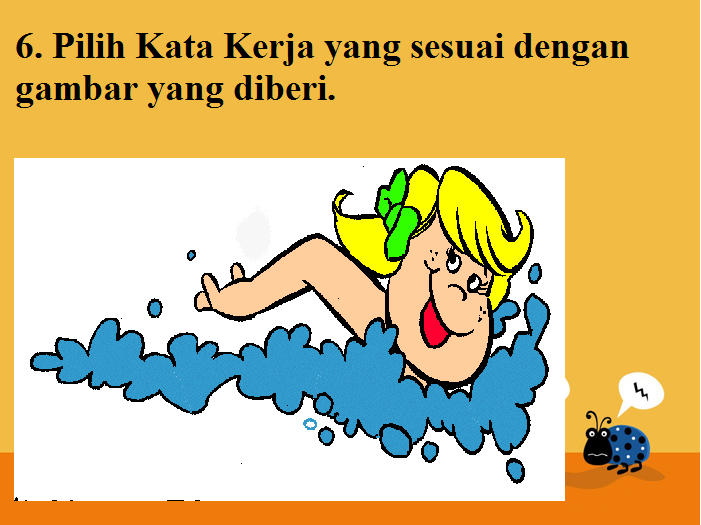 6. Pilih Kata Kerja yang sesuai dengan
gambar yang diberi.